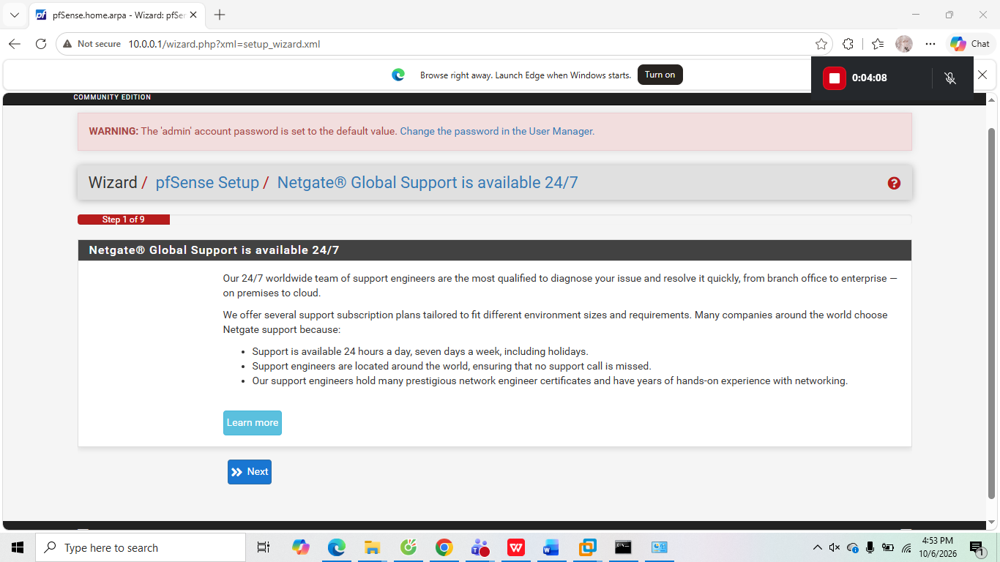 pfSense.home.arpa - Wizard: pfSen
Not secure 10.0.0.1/wizard.php?xml=setup_wizard.xml
Chat
Browse right away. Launch Edge when Windows starts. Turn on
0:04:08
COMMUNITY EDITION
WARNING: The 'admin' account password is set to the default value. Change the password in the User Manager.
Wizard / pfSense Setup / Netgate® Global Support is available 24/7
Step 1 of 9
Netgate® Global Support is available 24/7
Our 24/7 worldwide team of support engineers are the most qualified to diagnose your issue and resolve it quickly, from branch office to enterprise —
on premises to cloud.
We offer several support subscription plans tailored to fit different environment sizes and requirements. Many companies around the world choose
Netgate support because:
• Support is available 24 hours a day, seven days a week, including holidays.
• Support engineers are located around the world, ensuring that no support call is missed.
• Our support engineers hold many prestigious network engineer certificates and have years of hands-on experience with networking.
Learn more
Next
Type here to search
4:53 PM
10/6/2026
1